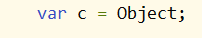 var c = Object;